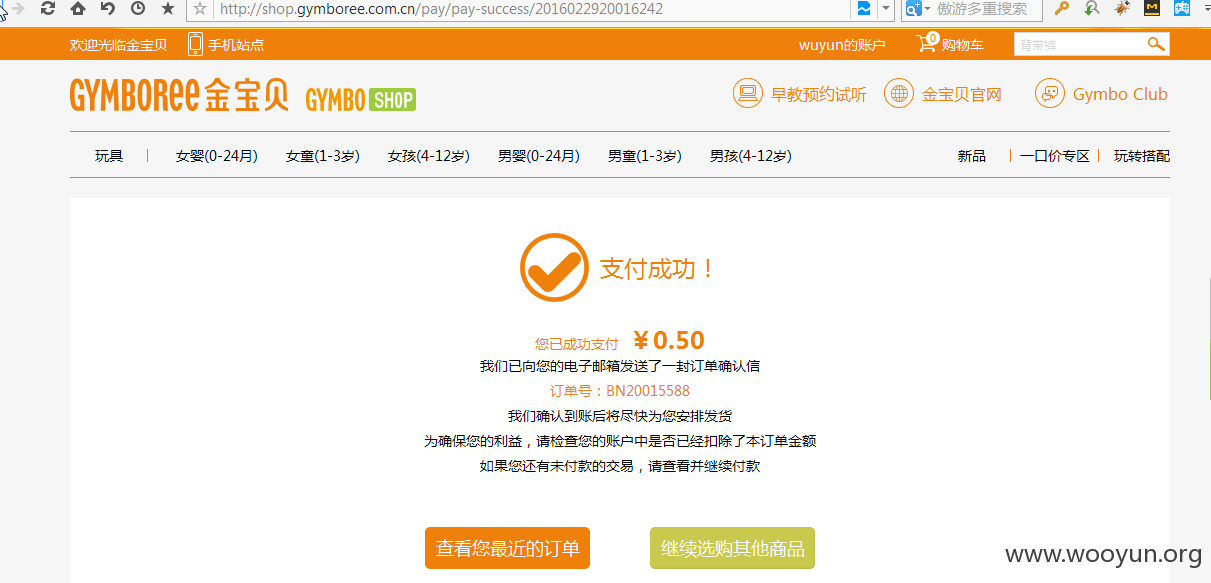 http://shop.gymboree.com.cn/pay/pay-success/2016022920016242
傲游多重搜索
欢迎光临金宝贝 手机站点 wuyun的账户 0 购物车 背带裤
GYMBOREE金宝贝 GYMBO SHOP 早教预约试听 金宝贝官网 Gymbo Club
玩具 | 女婴(0-24月) 女童(1-3岁) 女孩(4-12岁) 男婴(0-24月) 男童(1-3岁) 男孩(4-12岁) 新品 | 一口价专区 | 玩转搭配
支付成功！
您已成功支付 ￥0.50
我们已向您的电子邮箱发送了一封订单确认信
订单号：BN20015588
我们确认到账后将尽快为您安排发货
为确保您的利益，请检查您的账户中是否已经扣除了本订单金额
如果您还有未付款的交易，请查看并继续付款
查看您最近的订单 继续选购其他商品
www.wooyun.org